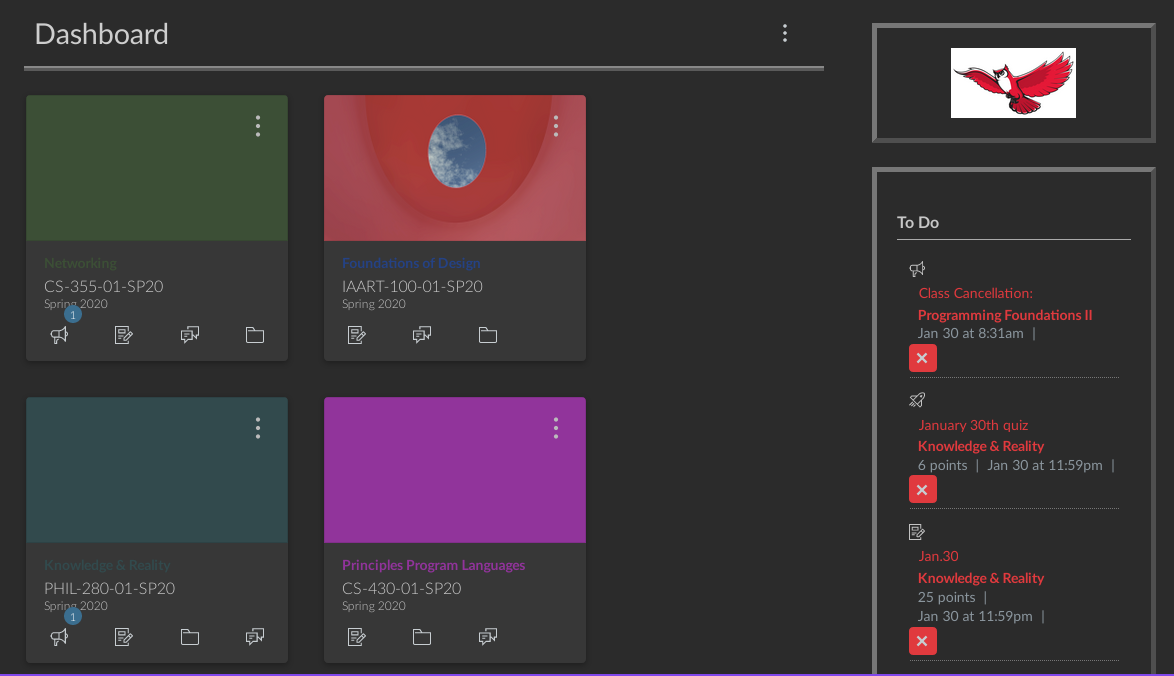 Dashboard
Networking
CS-355-01-SP20
Spring 2020
1
Foundations of Design
IAART-100-01-SP20
Spring 2020
Knowledge & Reality
PHIL-280-01-SP20
Spring 2020
1
Principles Program Languages
CS-430-01-SP20
Spring 2020
To Do
Class Cancellation:
Programming Foundations II
Jan 30 at 8:31am |
January 30th quiz
Knowledge & Reality
6 points | Jan 30 at 11:59pm |
Jan.30
Knowledge & Reality
25 points |
Jan 30 at 11:59pm |